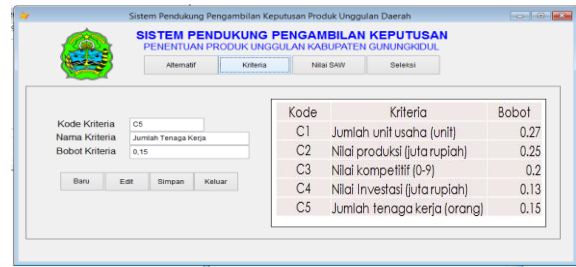 Sistem Pendukung Pengambilan Keputusan Produk Unggulan Daerah
SISTEM PENDUKUNG PENGAMBILAN KEPUTUSAN
PENENTUAN PRODUK UNGGULAN KABUPATEN GUNUNGKIDUL
Alternatif Kriteria Nilai SAW Seleksi
Kode Kriteria C5
Nama Kriteria Jumlah Tenaga Kerja
Bobot Kriteria 0,15
Baru Edit Simpan Keluar
Kode Kriteria Bobot
C1 Jumlah unit usaha (unit) 0.27
C2 Nilai produksi (juta rupiah) 0.25
C3 Nilai kompetitif (0-9) 0.2
C4 Nilai Investasi (juta rupiah) 0.13
C5 Jumlah tenaga kerja (orang) 0.15